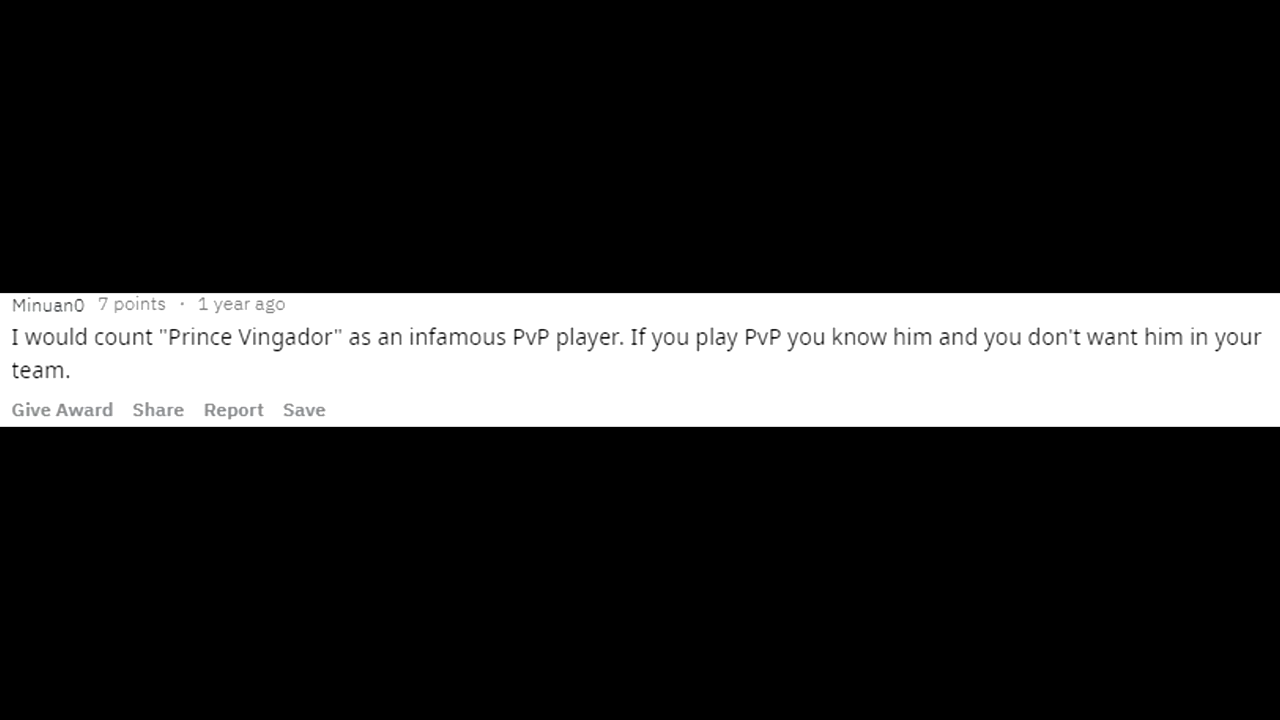 Minuan0 7 points · 1 year ago
I would count "Prince Vingador" as an infamous PvP player. If you play PvP you know him and you don't want him in your
team.
Give Award Share Report Save